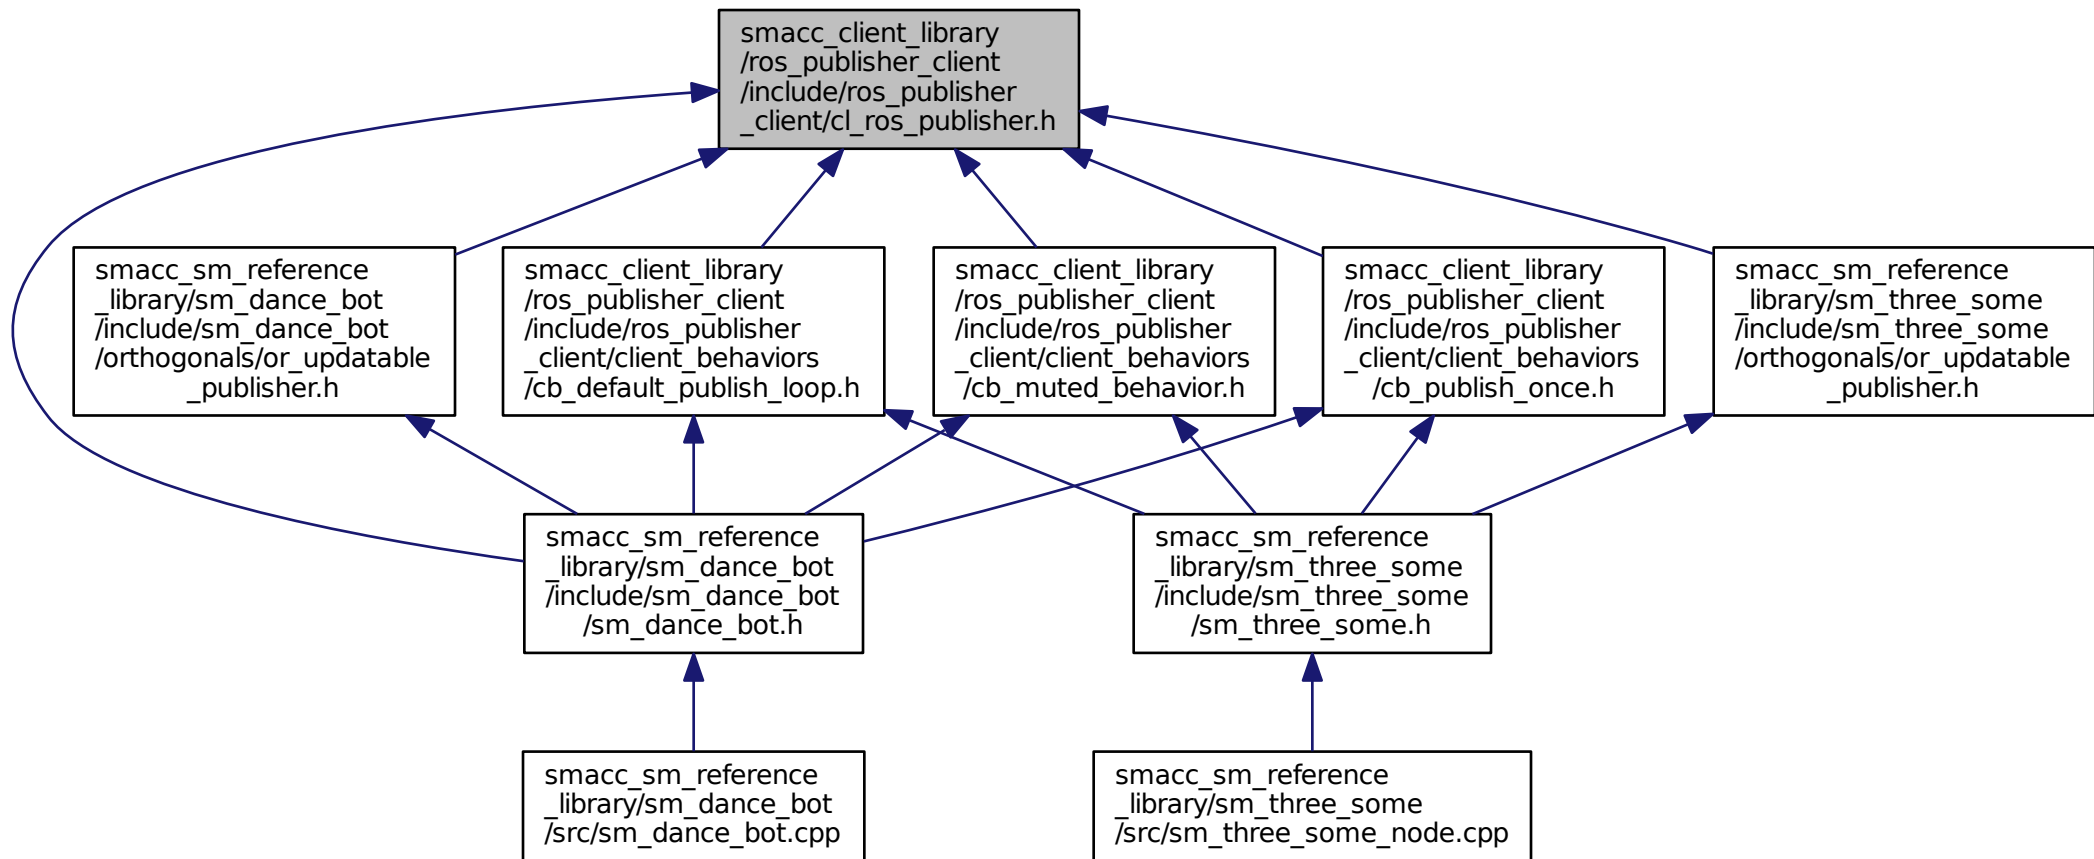 smacc_client_library
/ros_publisher_client
/include/ros_publisher
_client/cl_ros_publisher.h
smacc_sm_reference
_library/sm_dance_bot
/include/sm_dance_bot
/orthogonals/or_updatable
_publisher.h
smacc_client_library
/ros_publisher_client
/include/ros_publisher
_client/client_behaviors
/cb_default_publish_loop.h
smacc_client_library
/ros_publisher_client
/include/ros_publisher
_client/client_behaviors
/cb_muted_behavior.h
smacc_client_library
/ros_publisher_client
/include/ros_publisher
_client/client_behaviors
/cb_publish_once.h
smacc_sm_reference
_library/sm_three_some
/include/sm_three_some
/orthogonals/or_updatable
_publisher.h
smacc_sm_reference
_library/sm_dance_bot
/include/sm_dance_bot
/sm_dance_bot.h
smacc_sm_reference
_library/sm_three_some
/include/sm_three_some
/sm_three_some.h
smacc_sm_reference
_library/sm_dance_bot
/src/sm_dance_bot.cpp
smacc_sm_reference
_library/sm_three_some
/src/sm_three_some_node.cpp